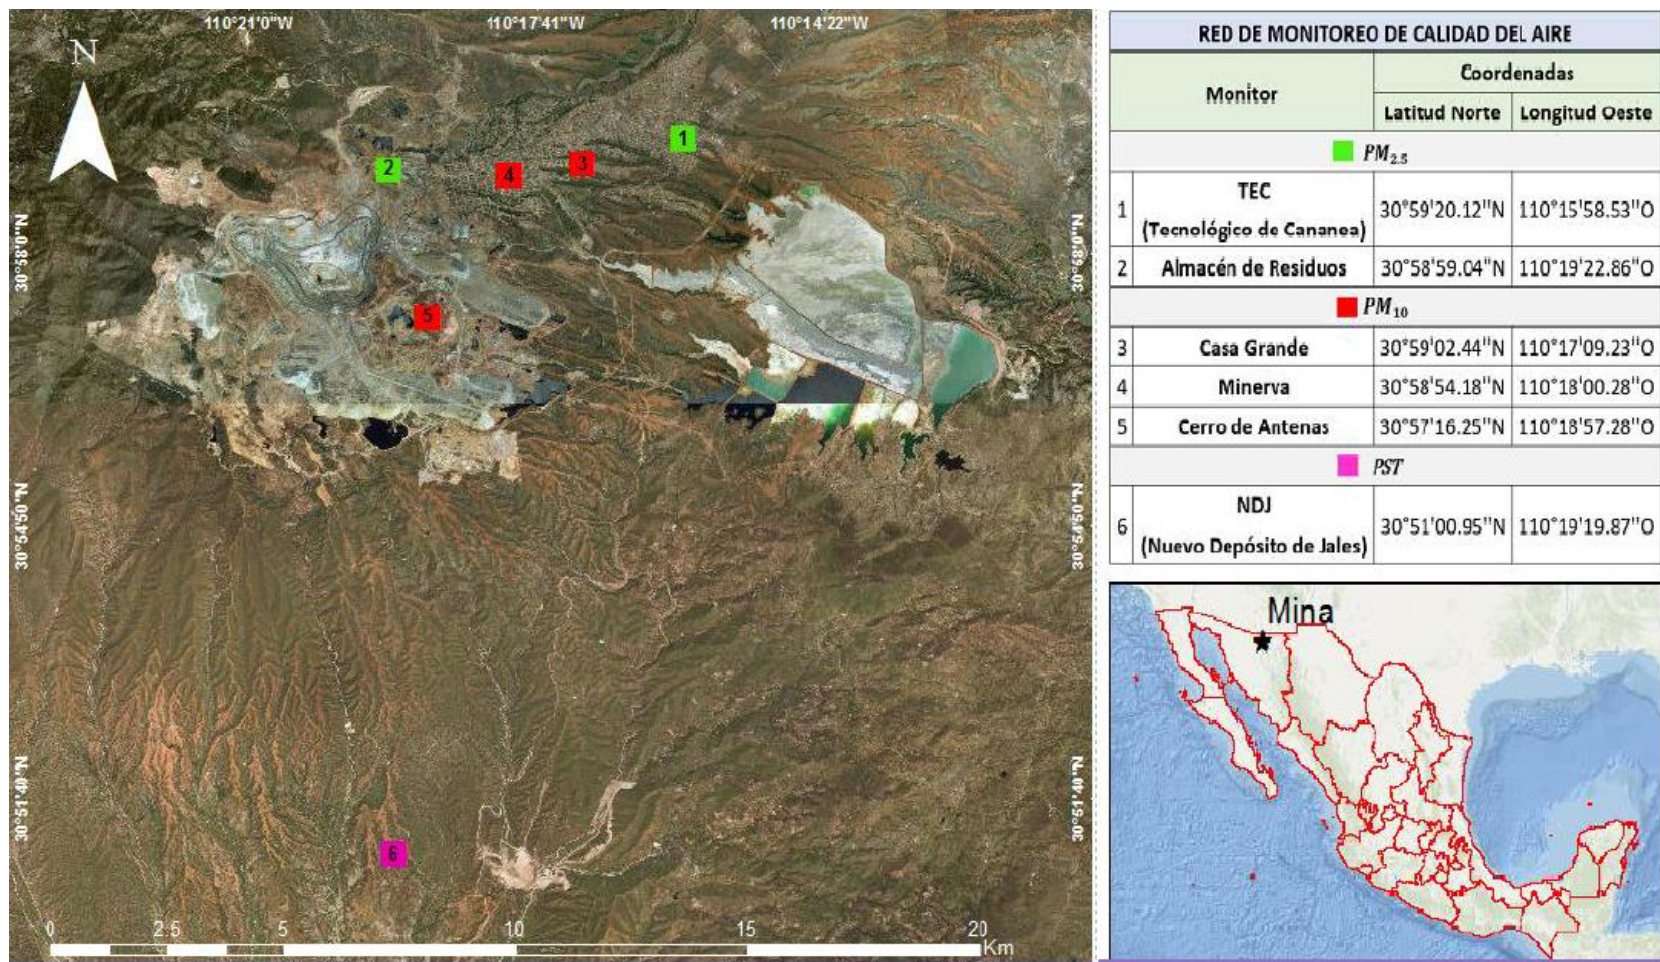 110°21'0"W
110°17'41"W
110°14'22"W
N
1
2
3
4
5
6
30°58'0"N
30°58'0"N
30°54'50"N
30°54'50"N
30°51'40"N
30°51'40"N
0 2.5 5 10 15 20
Km
RED DE MONITOREO DE CALIDAD DEL AIRE
Monitor
Coordenadas
Latitud Norte Longitud Oeste
PM2.5
1 TEC (Tecnológico de Cananea) 30°59'20.12"N 110°15'58.53"O
2 Almacén de Residuos 30°58'59.04"N 110°19'22.86"O
PM10
3 Casa Grande 30°59'02.44"N 110°17'09.23"O
4 Minerva 30°58'54.18"N 110°18'00.28"O
5 Cerro de Antenas 30°57'16.25"N 110°18'57.28"O
PST
6 NDJ (Nuevo Depósito de Jales) 30°51'00.95"N 110°19'19.87"O
Mina